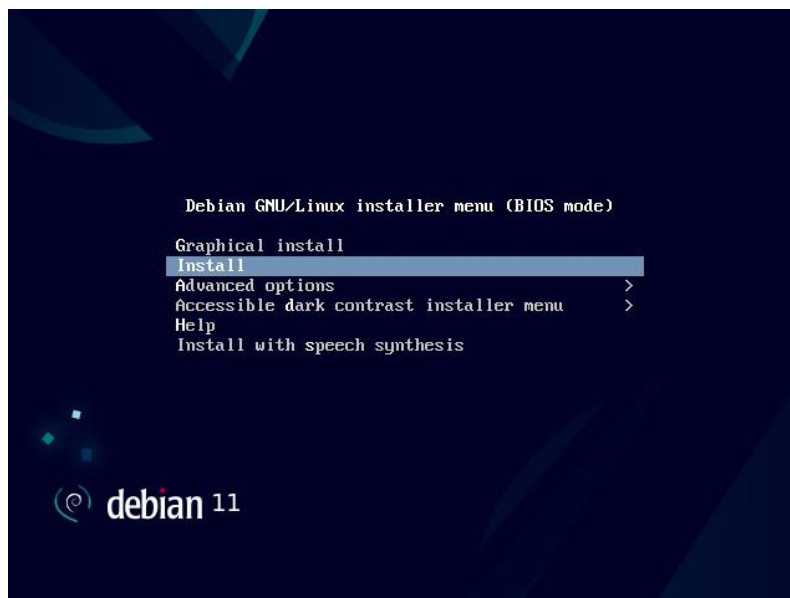 Debian GNU/Linux installer menu (BIOS mode)
Graphical install
Install
Advanced options >
Accessible dark contrast installer menu >
Help
Install with speech synthesis
debian 11